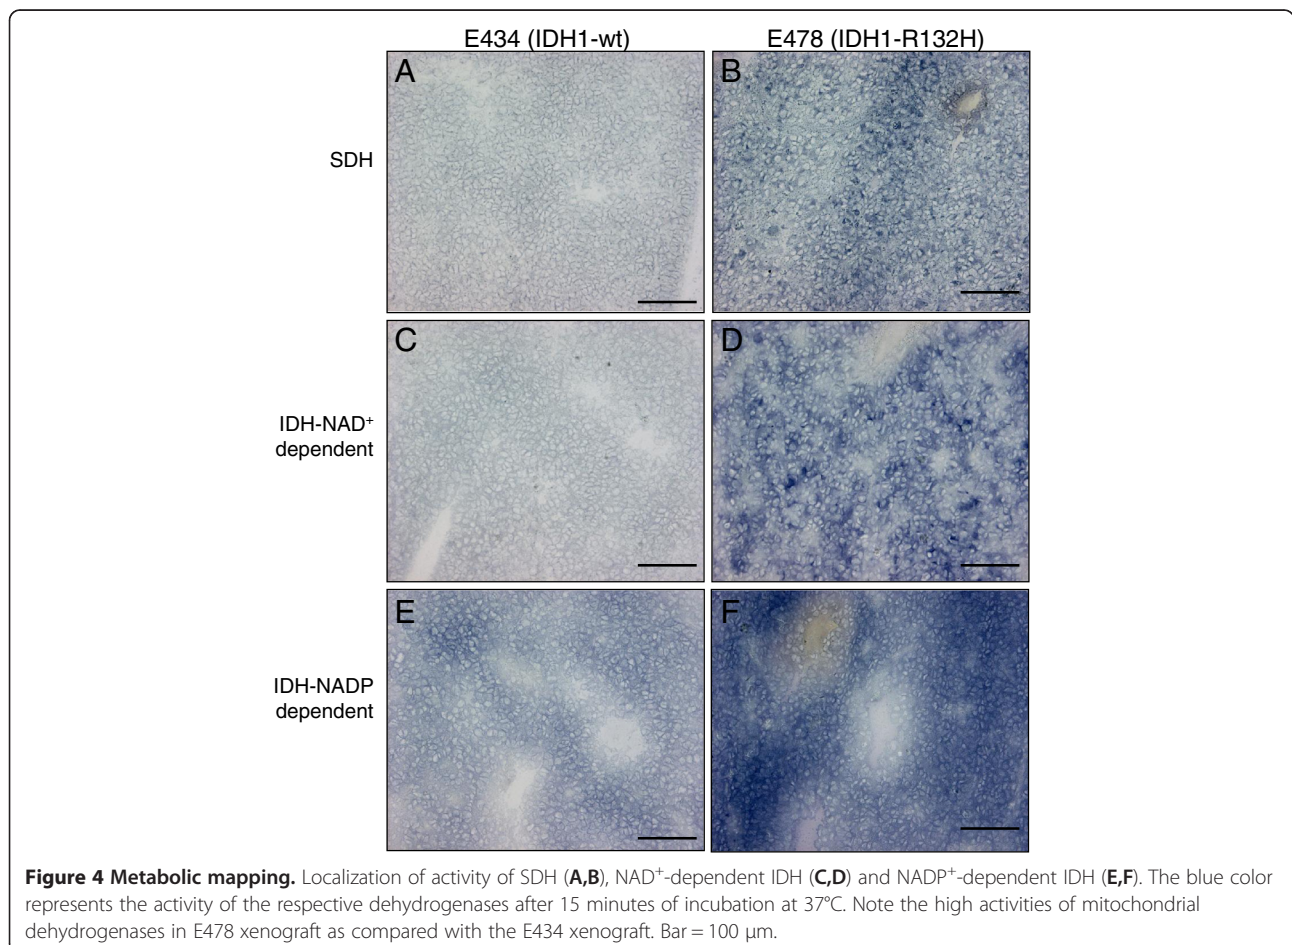 E434 (IDH1-wt)
E478 (IDH1-R132H)
A
B
SDH
C
D
IDH-NAD⁺
dependent
E
F
IDH-NADP
dependent
Figure 4 Metabolic mapping. Localization of activity of SDH (A,B), NAD⁺-dependent IDH (C,D) and NADP⁺-dependent IDH (E,F). The blue color
represents the activity of the respective dehydrogenases after 15 minutes of incubation at 37°C. Note the high activities of mitochondrial
dehydrogenases in E478 xenograft as compared with the E434 xenograft. Bar = 100 μm.